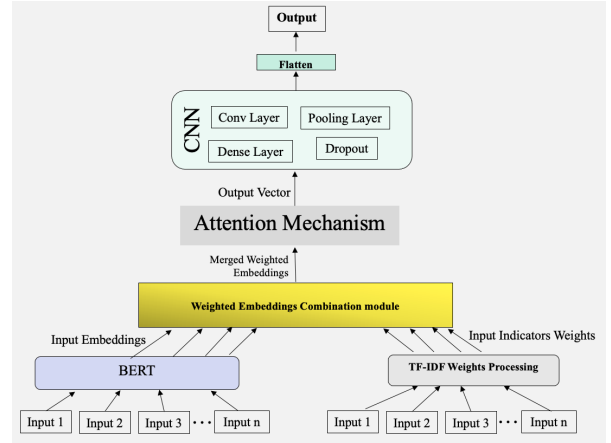 Output
Flatten
CNN
Conv Layer
Pooling Layer
Dense Layer
Dropout
Output Vector
Attention Mechanism
Merged Weighted
Embeddings
Weighted Embeddings Combination module
Input Embeddings
Input Indicators Weights
BERT
TF-IDF Weights Processing
Input 1
Input 2
Input 3
...
Input n
Input 1
Input 2
Input 3
...
Input n